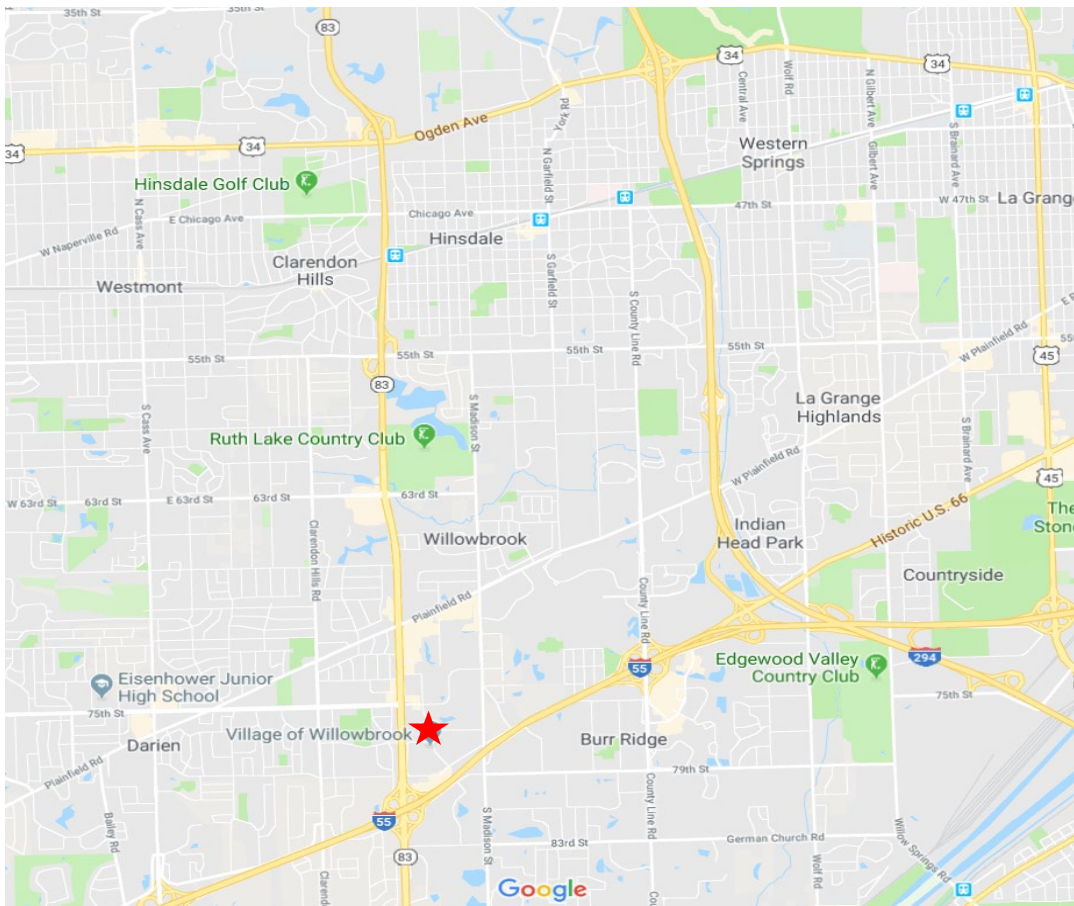 35th St
35th St
83
34
Wolf Rd
Central Ave
34
N Gilbert Ave
York Rd
Ogden Ave
34
34
N Garfield St
Western
Springs
Gilbert Ave
S Brainard Ave
Hinsdale Golf Club
N Cass Ave
E Chicago Ave
Chicago Ave
47th St
W 47th St
La Grange
W Naperville Rd
Hinsdale
Clarendon
Hills
S Garfield St
Westmont
S County Line Rd
W Plainfield Rd
55th St
55th St
55th St
55th St
45
83
S Cass Ave
S Madison St
La Grange
Highlands
Ruth Lake Country Club
S Brainard Ave
W Plainfield Rd
45
W 63rd St
63rd St
E 63rd St
63rd St
63rd St
Historic U.S. 66
The
Clarendon Hills Rd
Willowbrook
Indian
Head Park
Countryside
County Line Rd
Plainfield Rd
55
Edgewood Valley
Country Club
294
Eisenhower Junior
High School
75th St
75th St
Village of Willowbrook
Darien
Burr Ridge
Plainfield Rd
79th St
55
Bailey Rd
S Madison St
County Line Rd
83rd St
German Church Rd
83
Clarendon
Wolf Rd
Willow Springs Rd
Google